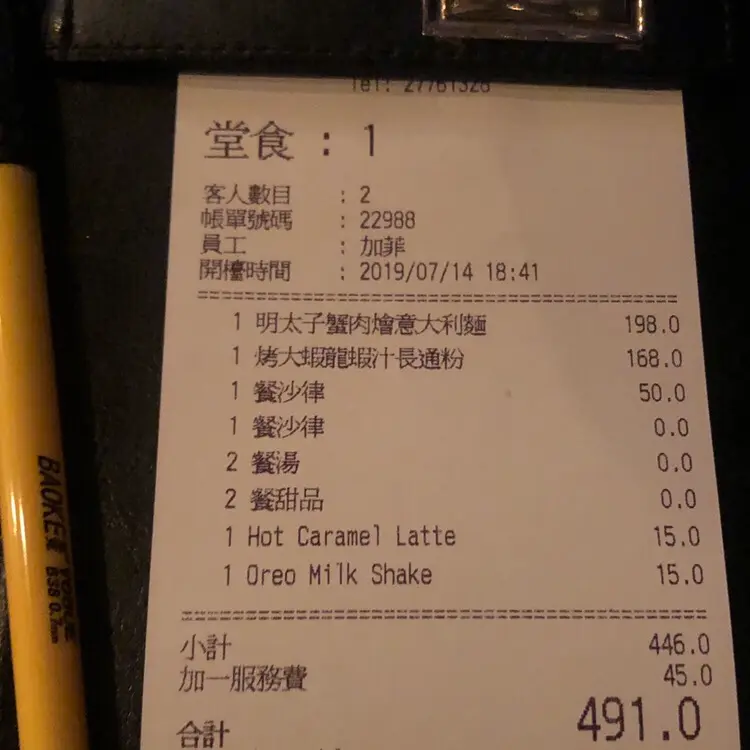 Tel: 27761328
堂食 : 1
客人數目 : 2
帳單號碼 : 22988
員工 : 加菲
開檯時間 : 2019/07/14 18:41
1 明太子蟹肉燴意大利麵 198.0
1 烤大蝦龍蝦汁長通粉 168.0
1 餐沙律 50.0
1 餐沙律 0.0
2 餐湯 0.0
2 餐甜品 0.0
1 Hot Caramel Latte 15.0
1 Oreo Milk Shake 15.0
小計 446.0
加一服務費 45.0
合計 491.0
BAOKE
B38 0.7mm